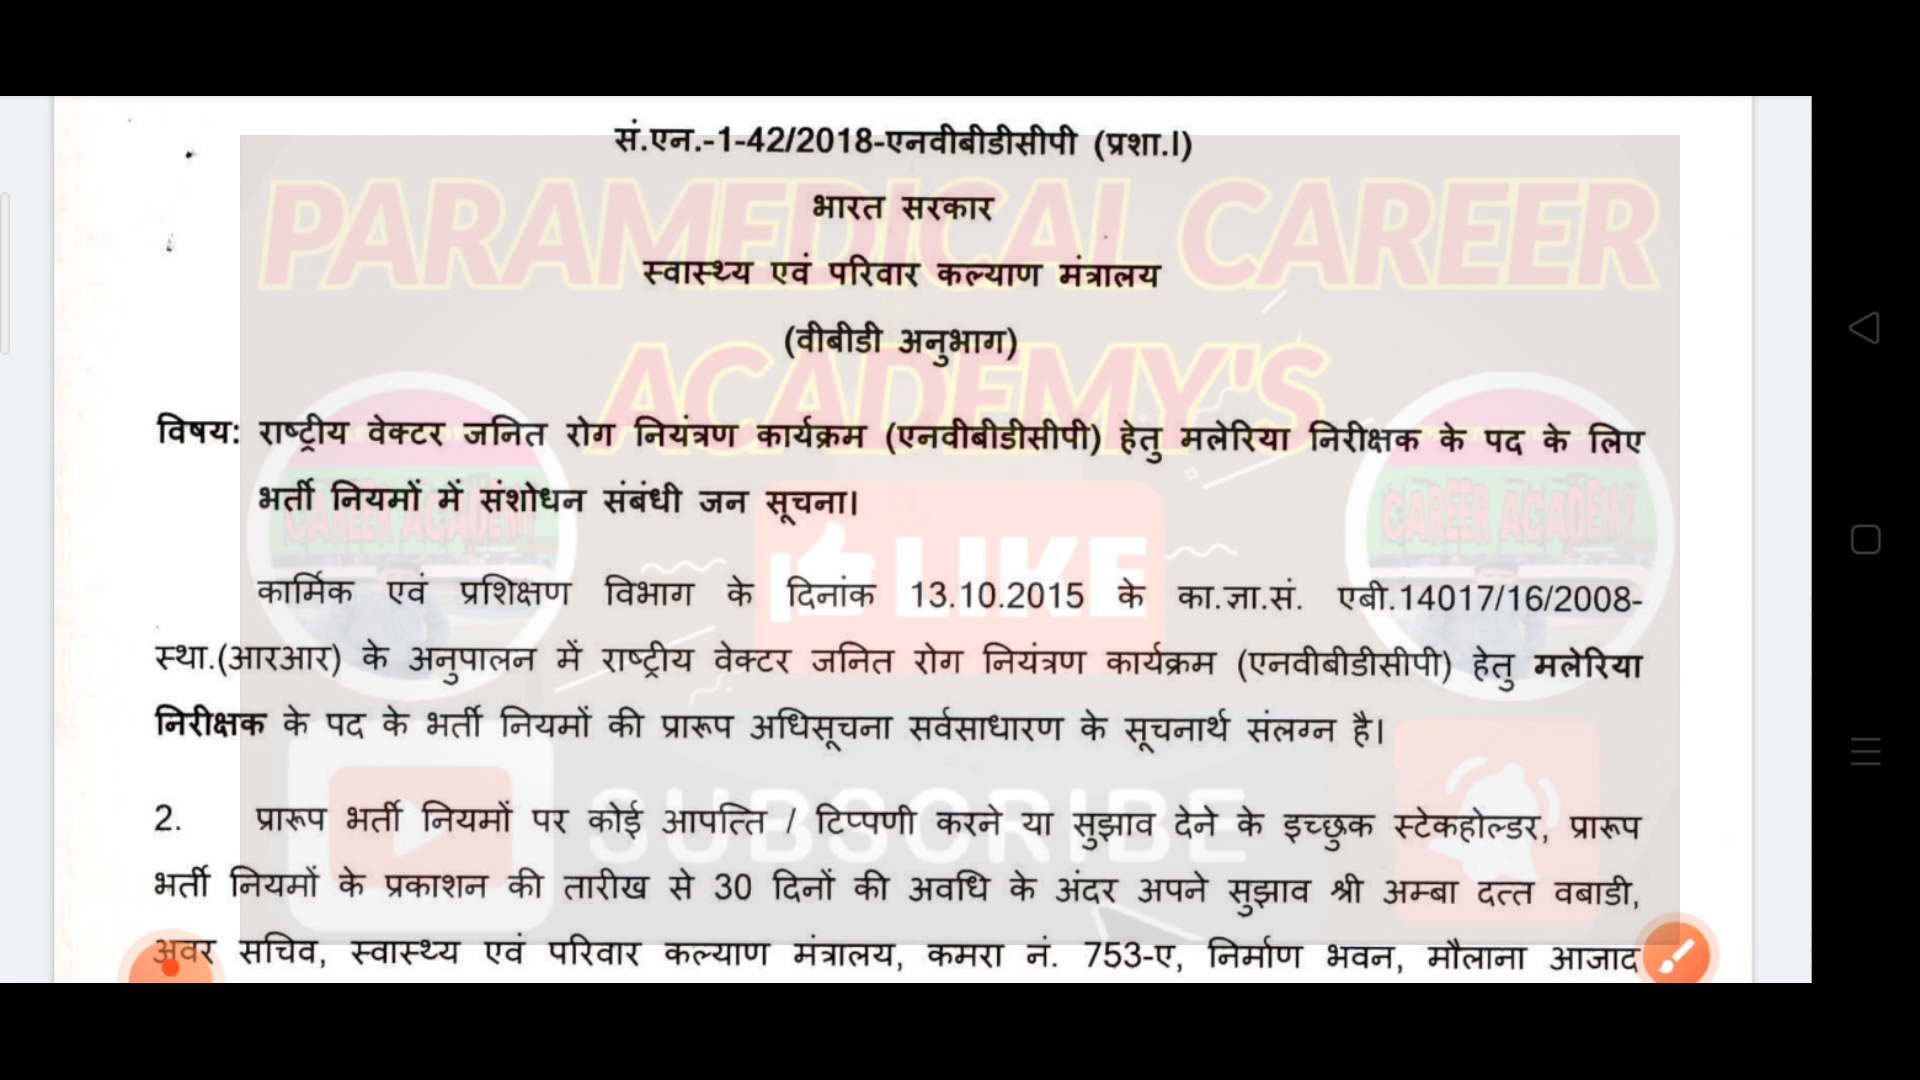 सं.एन.-1-42/2018-एनवीबीडीसीपी (प्रशा.I)
भारत सरकार
स्वास्थ्य एवं परिवार कल्याण मंत्रालय
(वीबीडी अनुभाग)
विषय: राष्ट्रीय वेक्टर जनित रोग नियंत्रण कार्यक्रम (एनवीबीडीसीपी) हेतु मलेरिया निरीक्षक के पद के लिए
भर्ती नियमों में संशोधन संबंधी जन सूचना।
कार्मिक एवं प्रशिक्षण विभाग के दिनांक 13.10.2015 के का.ज्ञा.सं. एबी.14017/16/2008-
स्था.(आरआर) के अनुपालन में राष्ट्रीय वेक्टर जनित रोग नियंत्रण कार्यक्रम (एनवीबीडीसीपी) हेतु मलेरिया
निरीक्षक के पद के भर्ती नियमों की प्रारूप अधिसूचना सर्वसाधारण के सूचनार्थ संलग्न है।
2. प्रारूप भर्ती नियमों पर कोई आपत्ति / टिप्पणी करने या सुझाव देने के इच्छुक स्टेकहोल्डर, प्रारूप
भर्ती नियमों के प्रकाशन की तारीख से 30 दिनों की अवधि के अंदर अपने सुझाव श्री अम्बा दत्त वबाडी,
अवर सचिव, स्वास्थ्य एवं परिवार कल्याण मंत्रालय, कमरा नं. 753-ए, निर्माण भवन, मौलाना आजाद
PARAMEDICAL CAREER
ACADEMY'S
CAREER ACADEMY
CAREER ACADEMY
LIKE
SUBSCRIBE